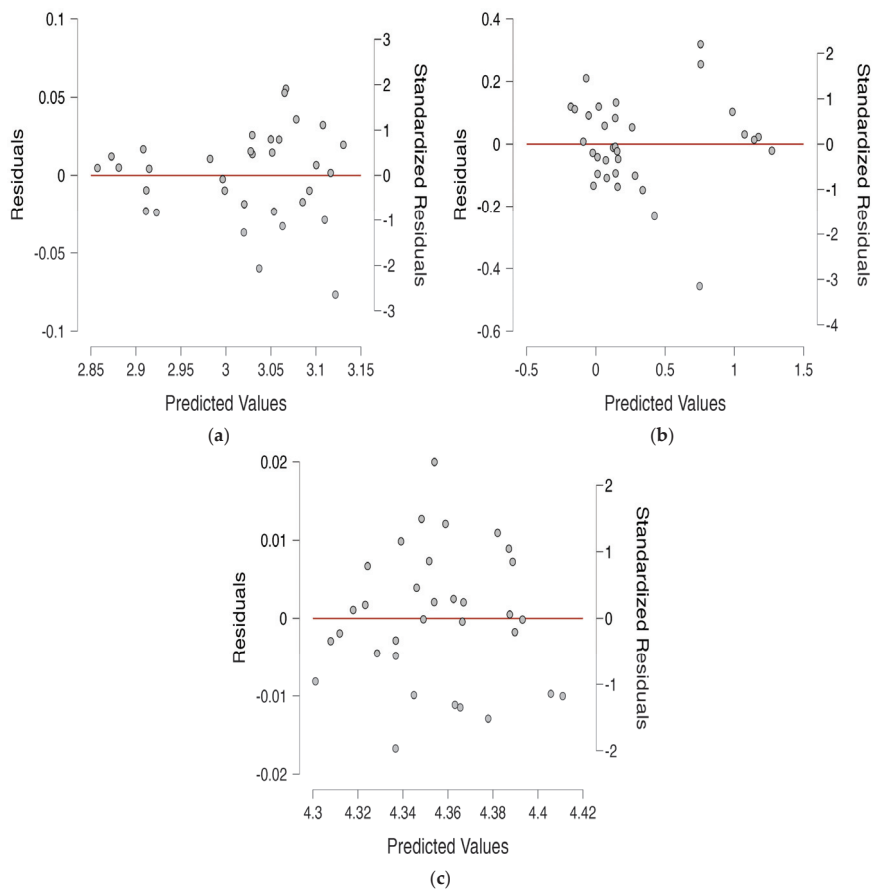 0.1
0.05
0
-0.05
-0.1
Residuals
3
2
1
0
-1
-2
-3
Standardized Residuals
2.85 2.9 2.95 3 3.05 3.1 3.15
Predicted Values
(a)
0.4
0.2
0
-0.2
-0.4
-0.6
Residuals
2
1
0
-1
-2
-3
-4
Standardized Residuals
-0.5 0 0.5 1 1.5
Predicted Values
(b)
0.02
0.01
0
-0.01
-0.02
Residuals
2
1
0
-1
-2
Standardized Residuals
4.3 4.32 4.34 4.36 4.38 4.4 4.42
Predicted Values
(c)